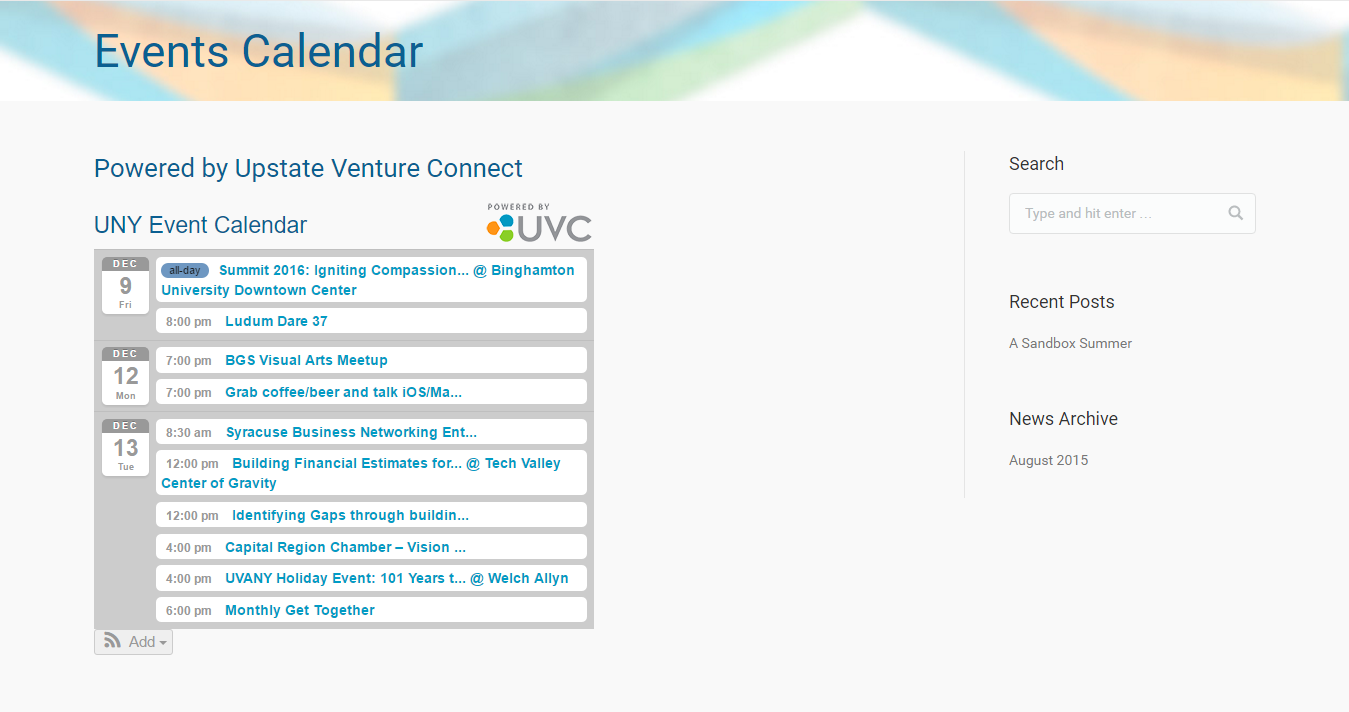 Events Calendar
Powered by Upstate Venture Connect
UNY Event Calendar
POWERED BY
UVC
DEC
9
Fri
all-day Summit 2016: Igniting Compassion... @ Binghamton
University Downtown Center
8:00 pm Ludum Dare 37
DEC
12
Mon
7:00 pm BGS Visual Arts Meetup
7:00 pm Grab coffee/beer and talk iOS/Ma...
DEC
13
Tue
8:30 am Syracuse Business Networking Ent...
12:00 pm Building Financial Estimates for... @ Tech Valley
Center of Gravity
12:00 pm Identifying Gaps through buildin...
4:00 pm Capital Region Chamber – Vision ...
4:00 pm UVANY Holiday Event: 101 Years t... @ Welch Allyn
6:00 pm Monthly Get Together
Add
Search
Type and hit enter ...
Recent Posts
A Sandbox Summer
News Archive
August 2015